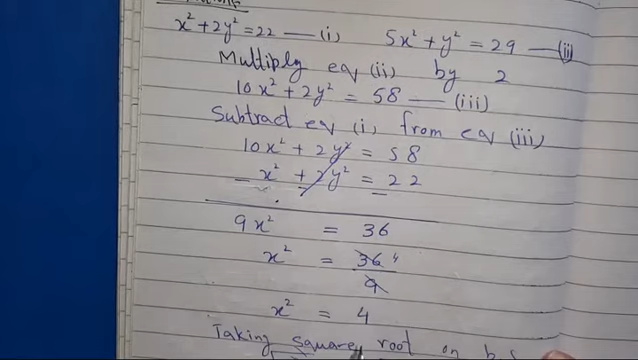 x² + 2y² = 22 — (i) 5x² + y² = 29 — (ii)
Multiply eq (ii) by 2
10x² + 2y² = 58 — (iii)
Subtract eq (i) from eq (iii)
10x² + 2y² = 58
- x² + 2y² = 22
9x² = 36
x² = 36 4
9
x² = 4
Taking square root on